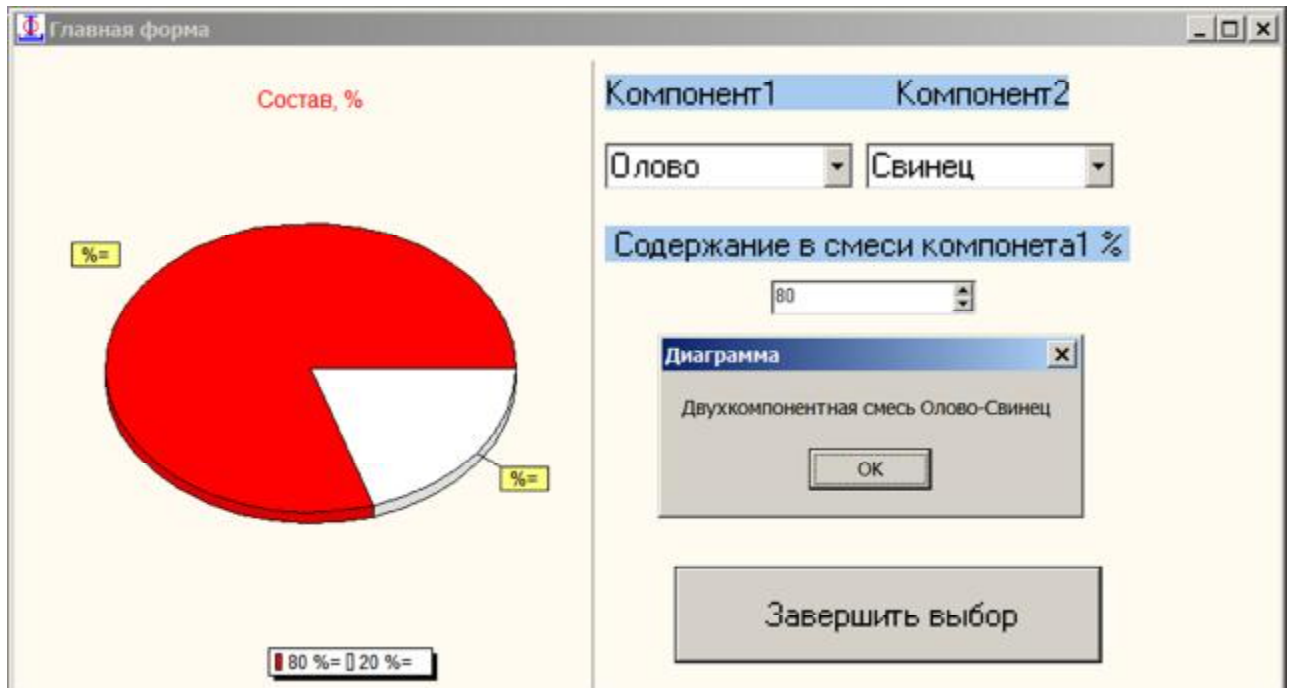 Главная форма
Состав, %
%=
%=
80 %= 20 %=
Компонент1 Компонент2
Олово Свинец
Содержание в смеси компонета1 %
80
Диаграмма
Двухкомпонентная смесь Олово-Свинец
OK
Завершить выбор